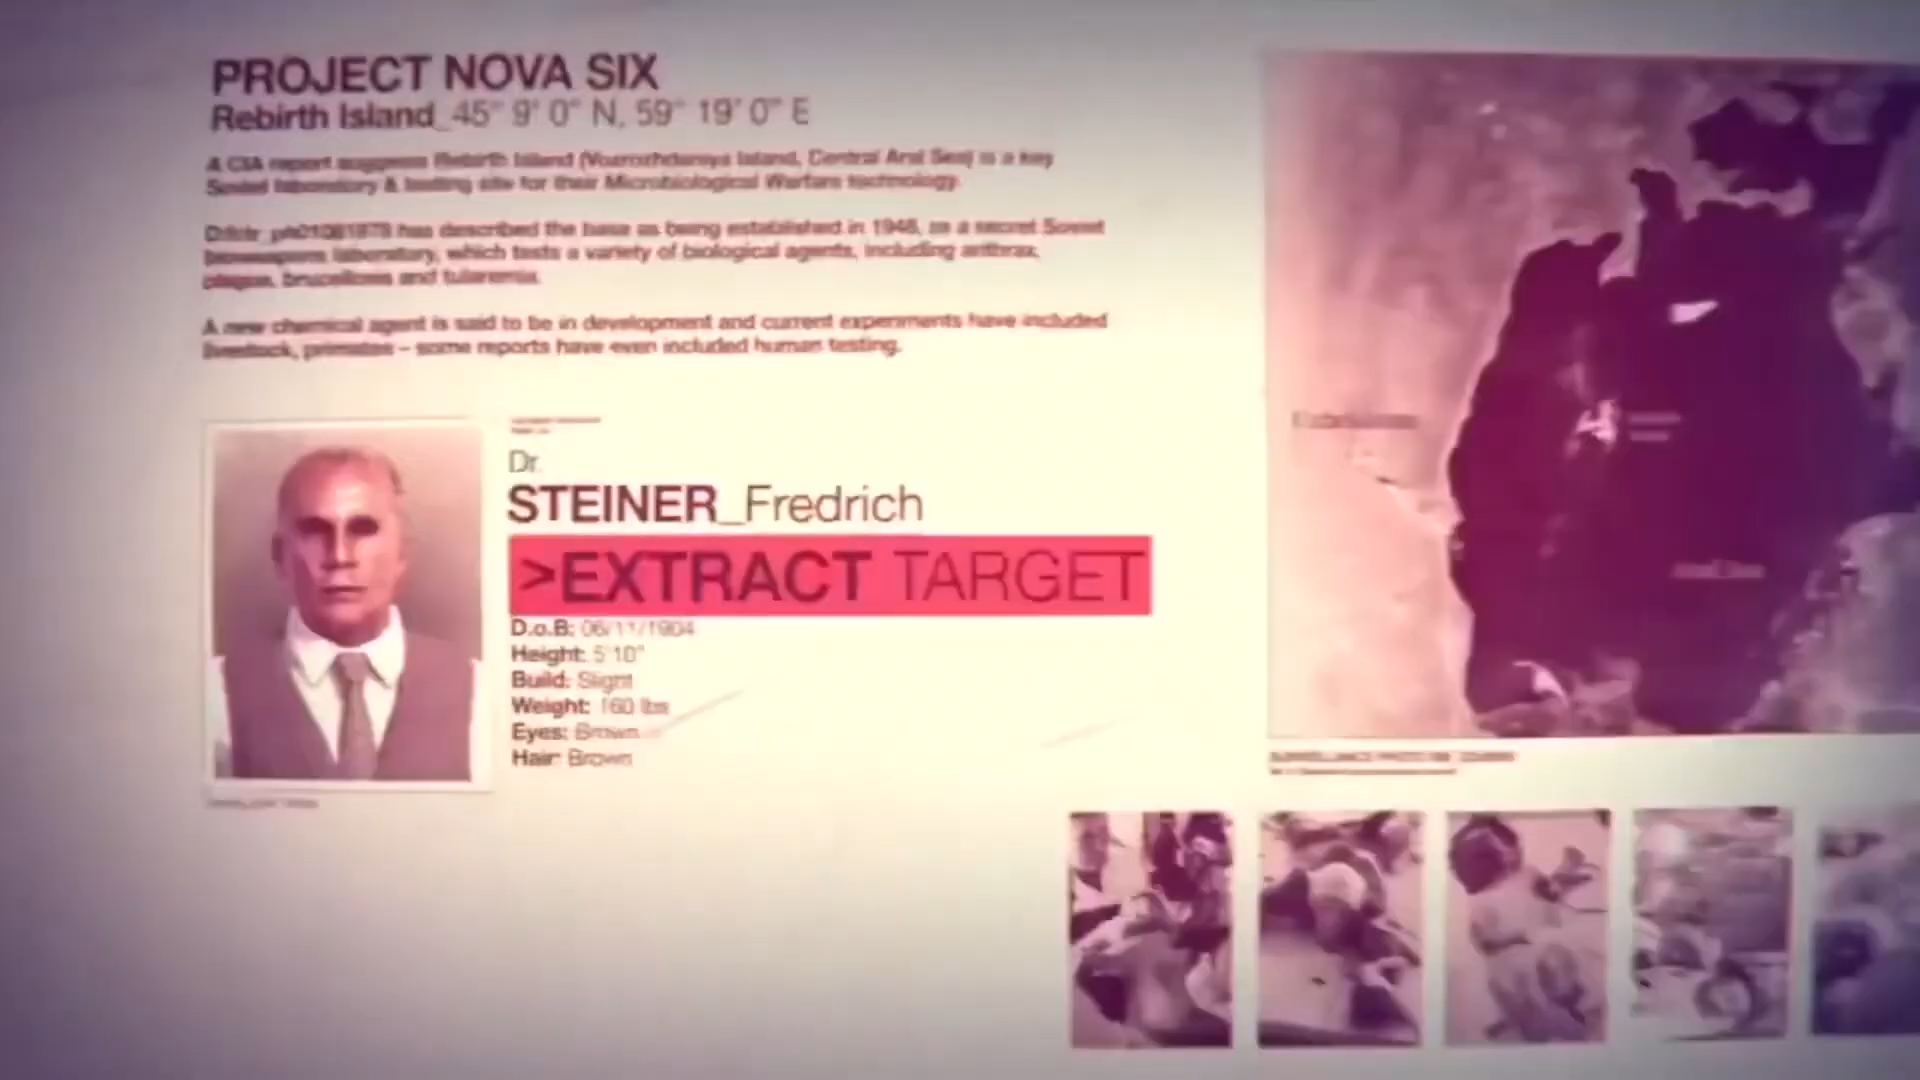 PROJECT NOVA SIX
Rebirth Island_45° 9' 0" N, 59° 19' 0" E
A CIA report suggests Rebirth Island (Vozrozhdeniya Island, Central Aral Sea) is a key
Soviet laboratory & testing site for their Microbiological Warfare technology.
has described the base as being established in 1948, as a secret Soviet
bioweapons laboratory, which tests a variety of biological agents, including anthrax,
plague, brucellosis and tularemia.
A new chemical agent is said to be in development and current experiments have included
livestock, primates – some reports have even included human testing.
Dr.
STEINER_Fredrich
>EXTRACT TARGET
D.o.B: 06/11/1904
Height: 5'10"
Build: Slight
Weight: 160 lbs
Eyes: Brown
Hair: Brown